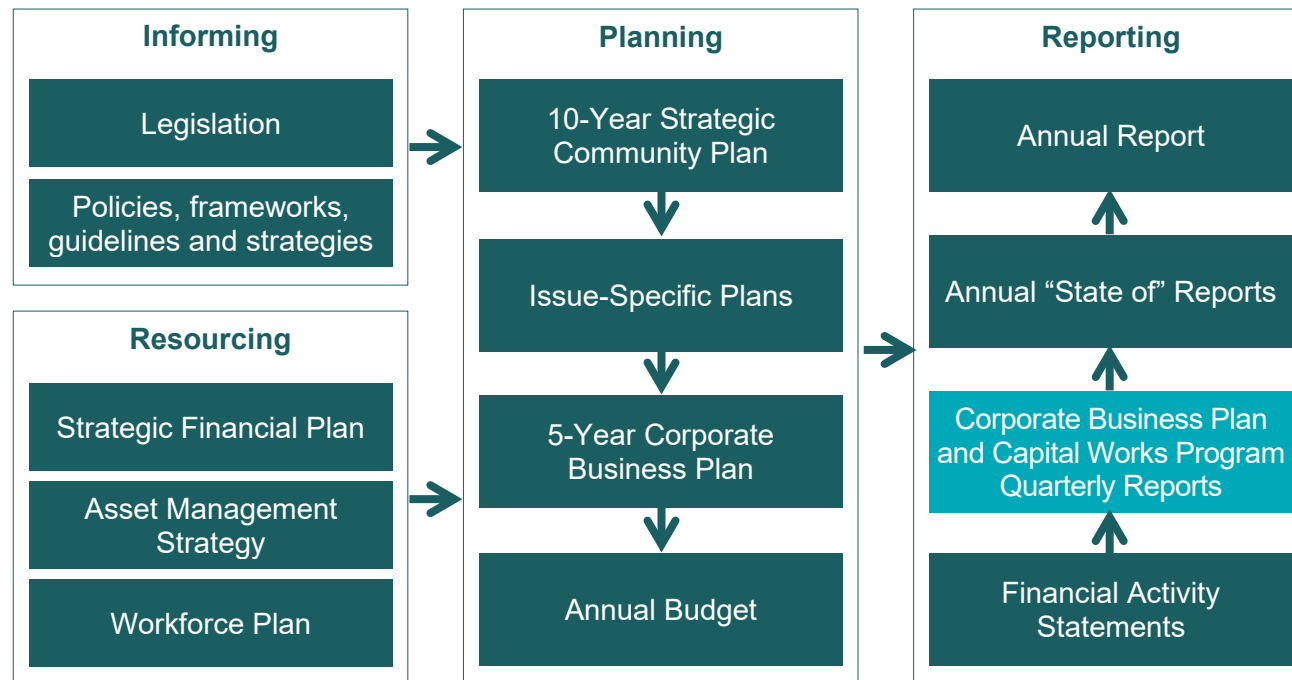 Informing
Legislation
Policies, frameworks,
guidelines and strategies
Resourcing
Strategic Financial Plan
Asset Management
Strategy
Workforce Plan
Planning
10-Year Strategic
Community Plan
Issue-Specific Plans
5-Year Corporate
Business Plan
Annual Budget
Reporting
Annual Report
Annual “State of” Reports
Corporate Business Plan
and Capital Works Program
Quarterly Reports
Financial Activity
Statements